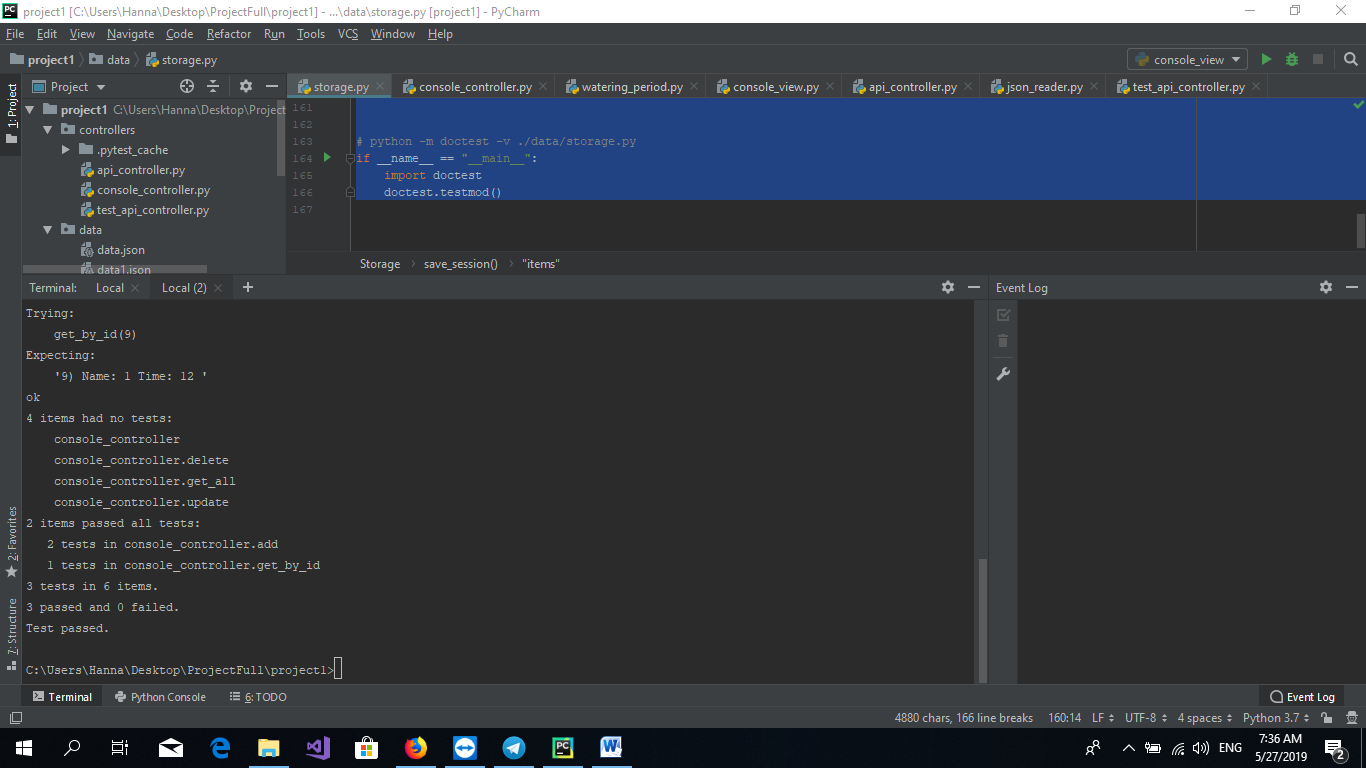 project1 [C:\Users\Hanna\Desktop\ProjectFull\project1] - ...\data\storage.py [project1] - PyCharm
File Edit View Navigate Code Refactor Run Tools VCS Window Help
project1 data storage.py console_view
1: Project
Project
storage.py console_controller.py watering_period.py console_view.py api_controller.py json_reader.py test_api_controller.py
project1 C:\Users\Hanna\Desktop\Project
controllers
.pytest_cache
api_controller.py
console_controller.py
test_api_controller.py
data
data.json
data1.json
161
162
163 # python -m doctest -v ./data/storage.py
164 if __name__ == "__main__":
165 import doctest
166 doctest.testmod()
167
Storage save_session() "items"
Terminal: Local Local (2) +
Event Log
Trying:
get_by_id(9)
Expecting:
'9) Name: 1 Time: 12 '
ok
4 items had no tests:
console_controller
console_controller.delete
console_controller.get_all
console_controller.update
2 items passed all tests:
2 tests in console_controller.add
1 tests in console_controller.get_by_id
3 tests in 6 items.
3 passed and 0 failed.
Test passed.
C:\Users\Hanna\Desktop\ProjectFull\project1>
2: Favorites
7: Structure
Terminal Python Console 6: TODO Event Log
4880 chars, 166 line breaks 160:14 LF UTF-8 4 spaces Python 3.7
ENG
7:36 AM
5/27/2019
2